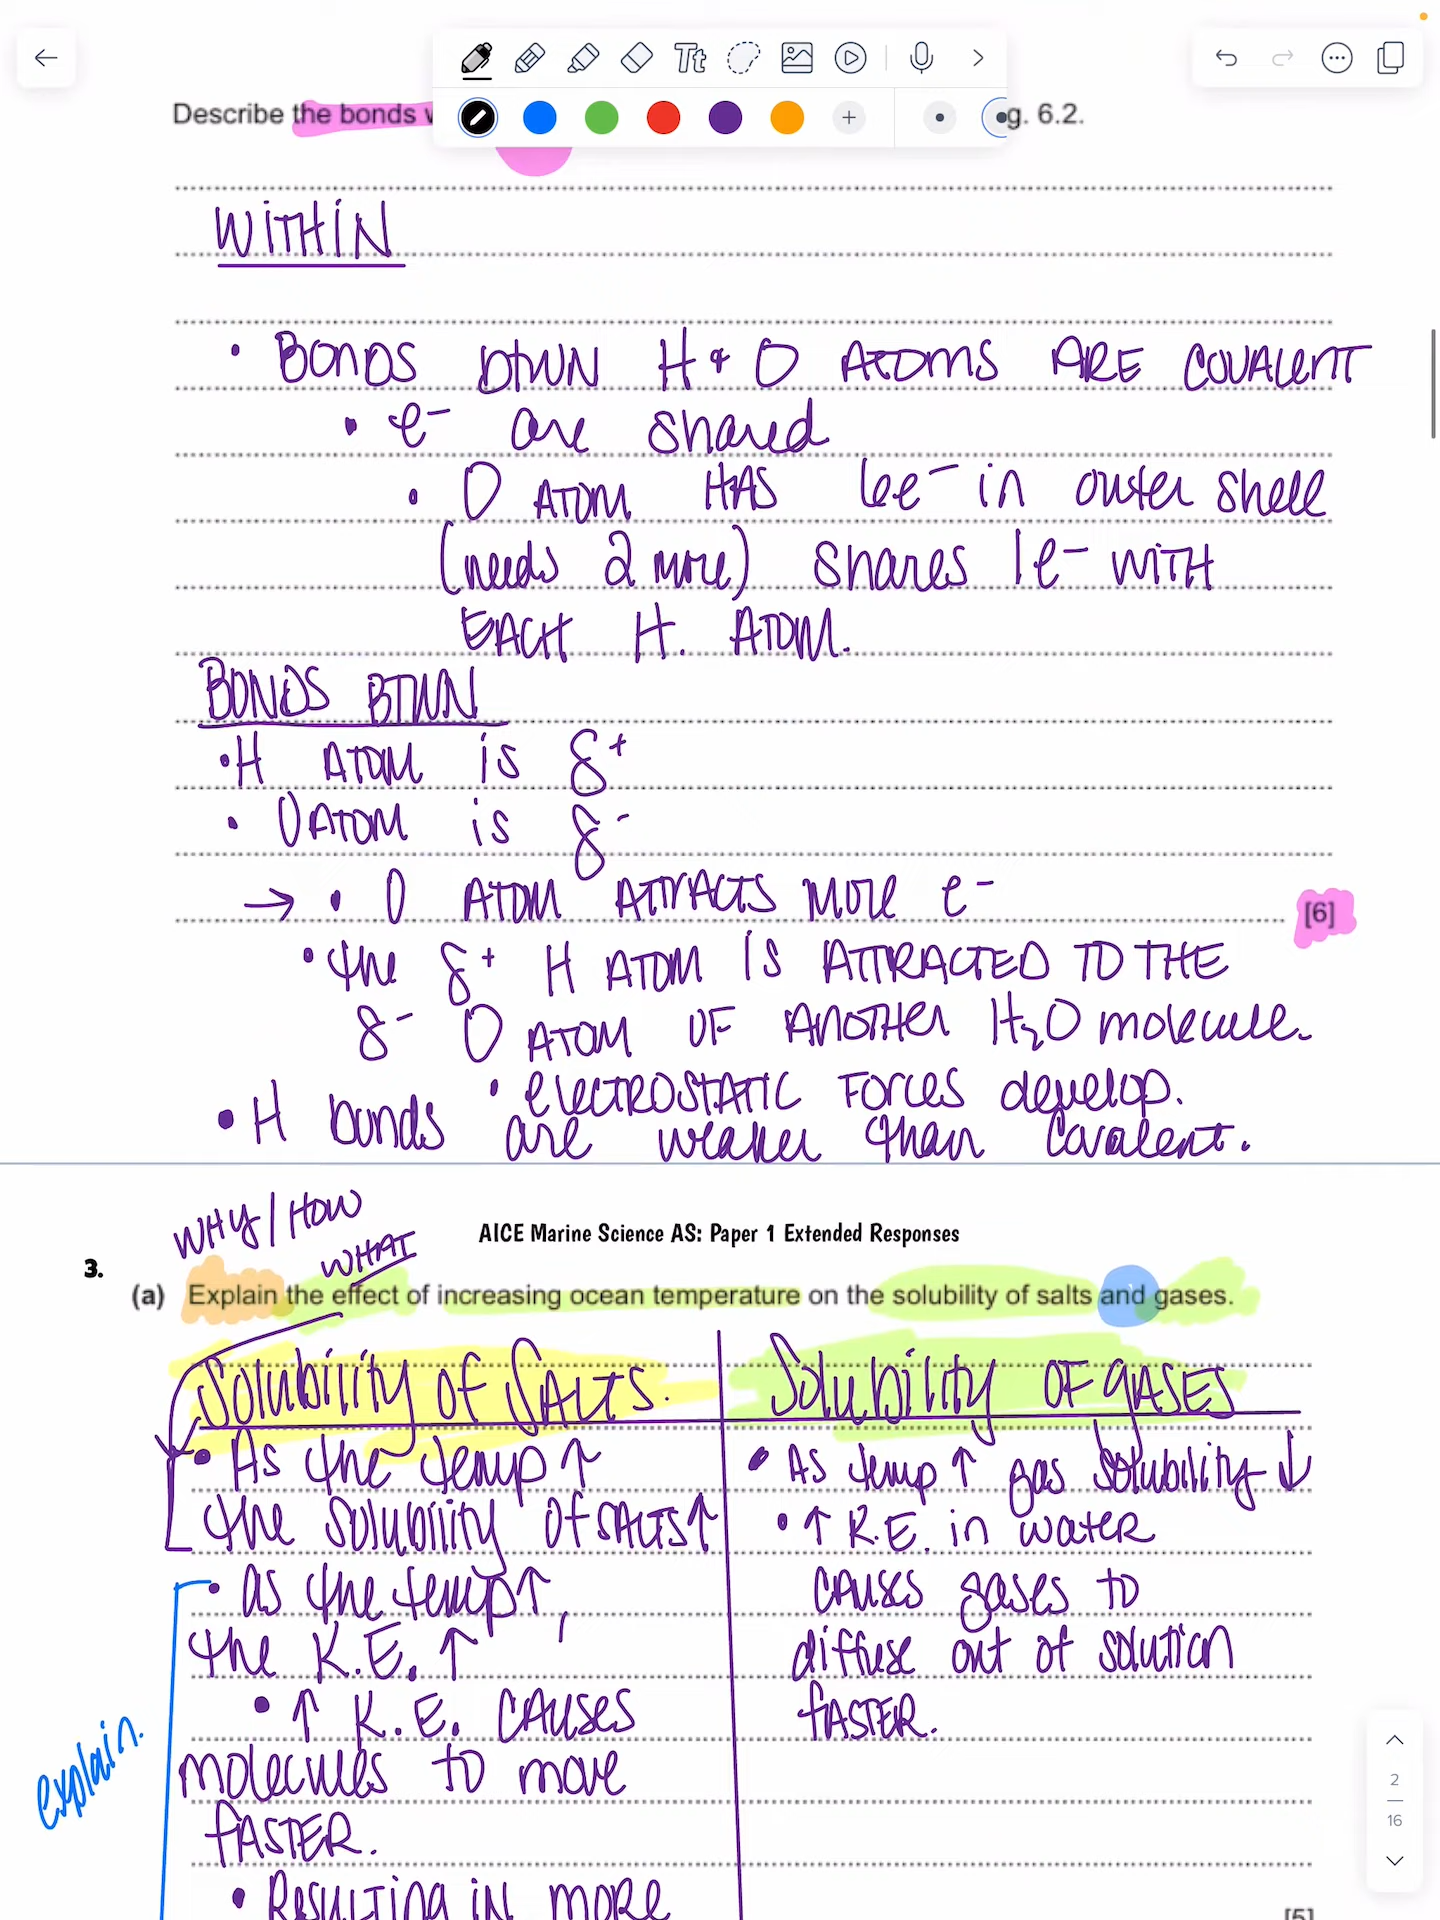 Tt
Describe the bonds
g. 6.2.
WITHIN
• BONDS BTWN H + O ATOMS ARE COVALENT
• e⁻ are shared
• O ATOM HAS 6e⁻ in outer shell
(needs 2 more) shares 1e⁻ WITH
EACH H. ATOM.
BONDS BTWN
• H ATOM is δ⁺
• O ATOM is δ⁻
→ • O ATOM ATTRACTS MORE e⁻
[6]
• the δ⁺ H ATOM IS ATTRACTED TO THE
δ⁻ O ATOM OF ANOTHER H₂O molecule.
• ELECTROSTATIC FORCES develop.
• H bonds are weaker than covalent.
WHY/HOW
WHAT
AICE Marine Science AS: Paper 1 Extended Responses
3.
(a) Explain the effect of increasing ocean temperature on the solubility of salts and gases.
Solubility of SALTS.
• As the temp ↑
the solubility of SALTS ↑
• as the temp ↑,
the K.E. ↑
• ↑ K.E. CAUSES
molecules to move
FASTER.
• RESULTING IN MORE
explain.
Solubility OF gASES
• As temp ↑ gas solubility ↓
• ↑ K.E. in water
CAUSES gases to
diffuse out of solution
FASTER.
2
16
[5]